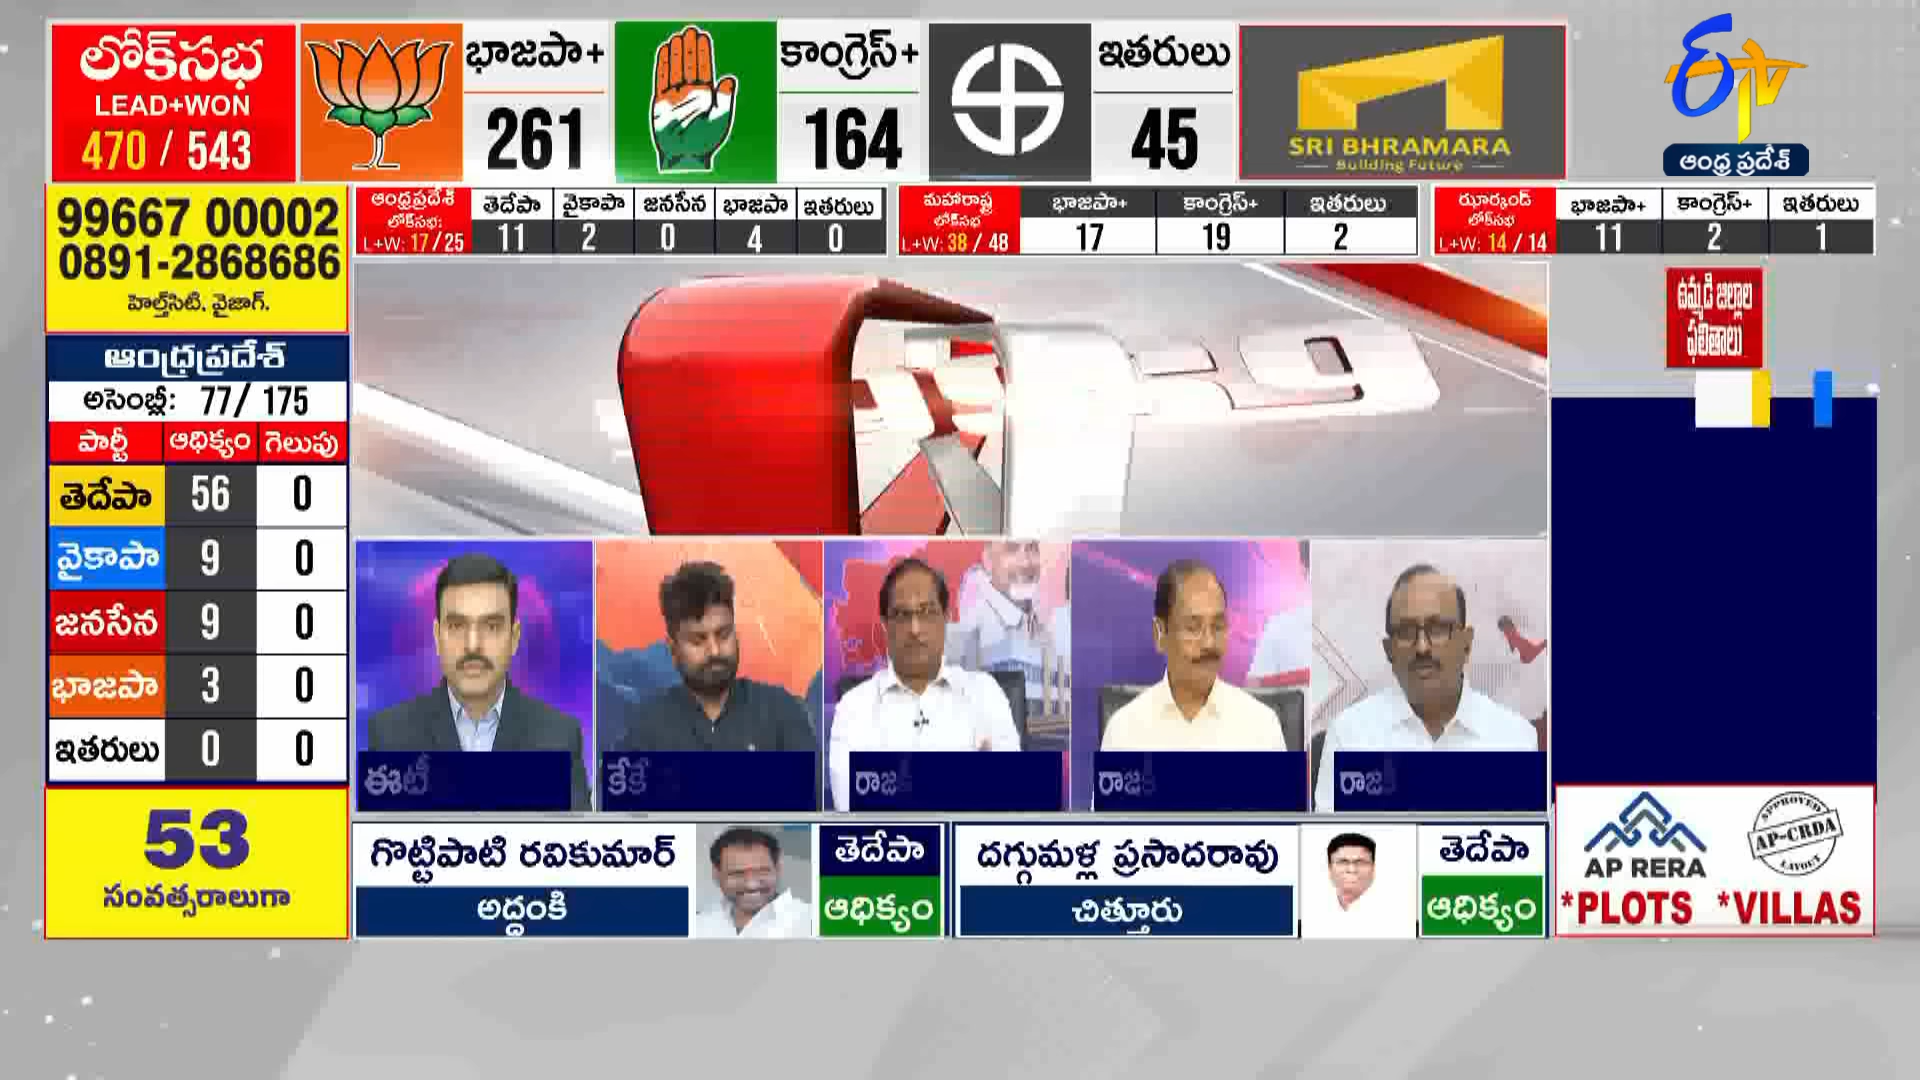 లోక్‌సభ
LEAD+WON
470 / 543
భాజపా+
261
కాంగ్రెస్+
164
ఇతరులు
45
SRI BHRAMARA
Building Future
ETV
ఆంధ్ర ప్రదేశ్
99667 00002
0891-2868686
హెల్త్‌సిటి, వైజాగ్.
ఆంధ్రప్రదేశ్
లోక్‌సభ:
L+W: 17 / 25
తెదేపా వైకాపా జనసేన భాజపా ఇతరులు
11 2 0 4 0
మహారాష్ట్ర
లోక్‌సభ
L+W: 38 / 48
భాజపా+ కాంగ్రెస్+ ఇతరులు
17 19 2
ఝార్ఖండ్
లోక్‌సభ
L+W: 14 / 14
భాజపా+ కాంగ్రెస్+ ఇతరులు
11 2 1
ఉమ్మడి జిల్లాల
ఫలితాలు
ఆంధ్రప్రదేశ్
అసెంబ్లీ: 77/ 175
పార్టీ ఆధిక్యం గెలుపు
తెదేపా 56 0
వైకాపా 9 0
జనసేన 9 0
భాజపా 3 0
ఇతరులు 0 0
53
సంవత్సరాలుగా
ఈటీ
కేకే
రాజ
రాజ
రాజ
గొట్టిపాటి రవికుమార్
అద్దంకి
తెదేపా
ఆధిక్యం
దగ్గుమళ్ల ప్రసాదరావు
చిత్తూరు
తెదేపా
ఆధిక్యం
AP RERA
APPROVED
AP-CRDA
LAYOUT
*PLOTS *VILLAS